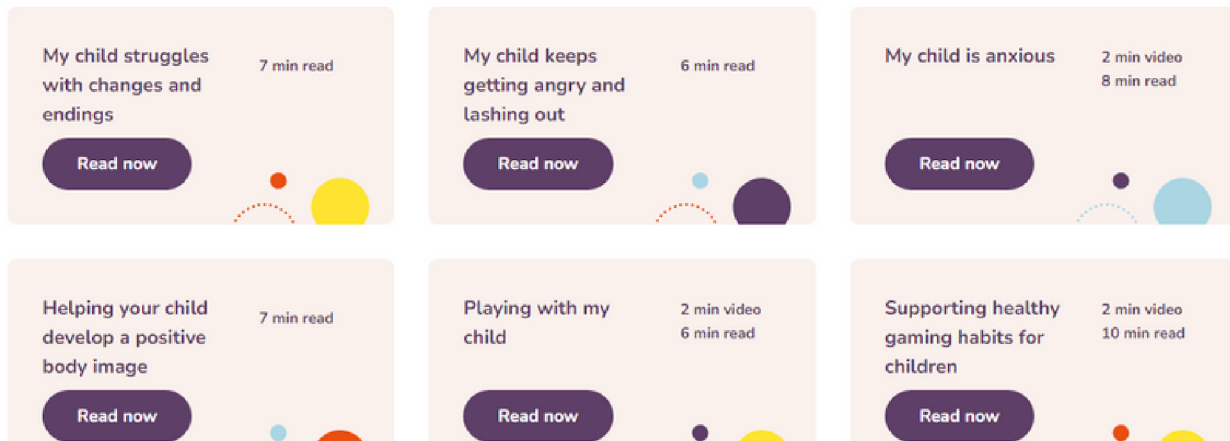 My child struggles
with changes and
endings
7 min read
Read now
My child keeps
getting angry and
lashing out
6 min read
Read now
My child is anxious
2 min video
8 min read
Read now
Helping your child
develop a positive
body image
7 min read
Read now
Playing with my
child
2 min video
6 min read
Read now
Supporting healthy
gaming habits for
children
2 min video
10 min read
Read now